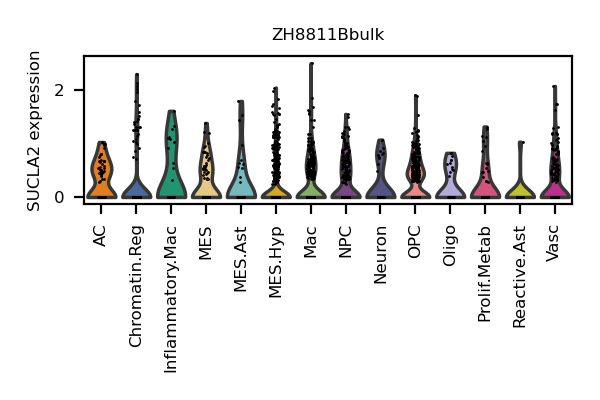 ZH8811Bbulk
SUCLA2 expression
2
0
AC
Chromatin.Reg
Inflammatory.Mac
MES
MES.Ast
MES.Hyp
Mac
NPC
Neuron
OPC
Oligo
Prolif.Metab
Reactive.Ast
Vasc